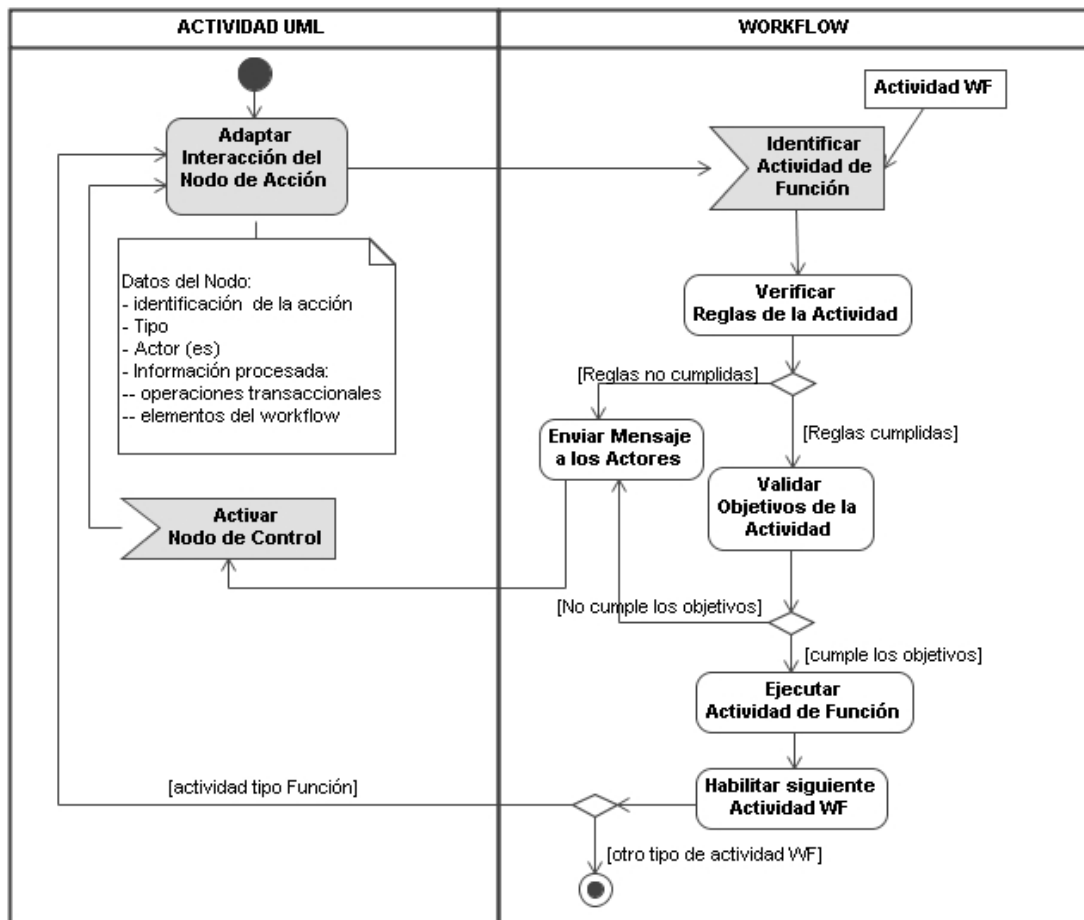 ACTIVIDAD UML
WORKFLOW
Actividad WF
Adaptar
Interacción del
Nodo de Acción
Identificar
Actividad de
Función
Datos del Nodo:
- identificación de la acción
- Tipo
- Actor (es)
- Información procesada:
-- operaciones transaccionales
-- elementos del workflow
Verificar
Reglas de la Actividad
[Reglas no cumplidas]
[Reglas cumplidas]
Enviar Mensaje
a los Actores
Validar
Objetivos de la
Actividad
Activar
Nodo de Control
[No cumple los objetivos]
[cumple los objetivos]
Ejecutar
Actividad de Función
Habilitar siguiente
Actividad WF
[actividad tipo Función]
[otro tipo de actividad WF]